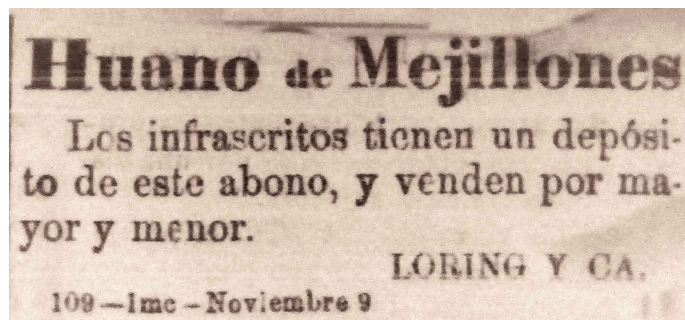 Huano de Mejillones
Los infrascritos tienen un depósi-
to de este abono, y venden por ma-
yor y menor.
LORING Y CA.
109—1mc—Noviembre 9